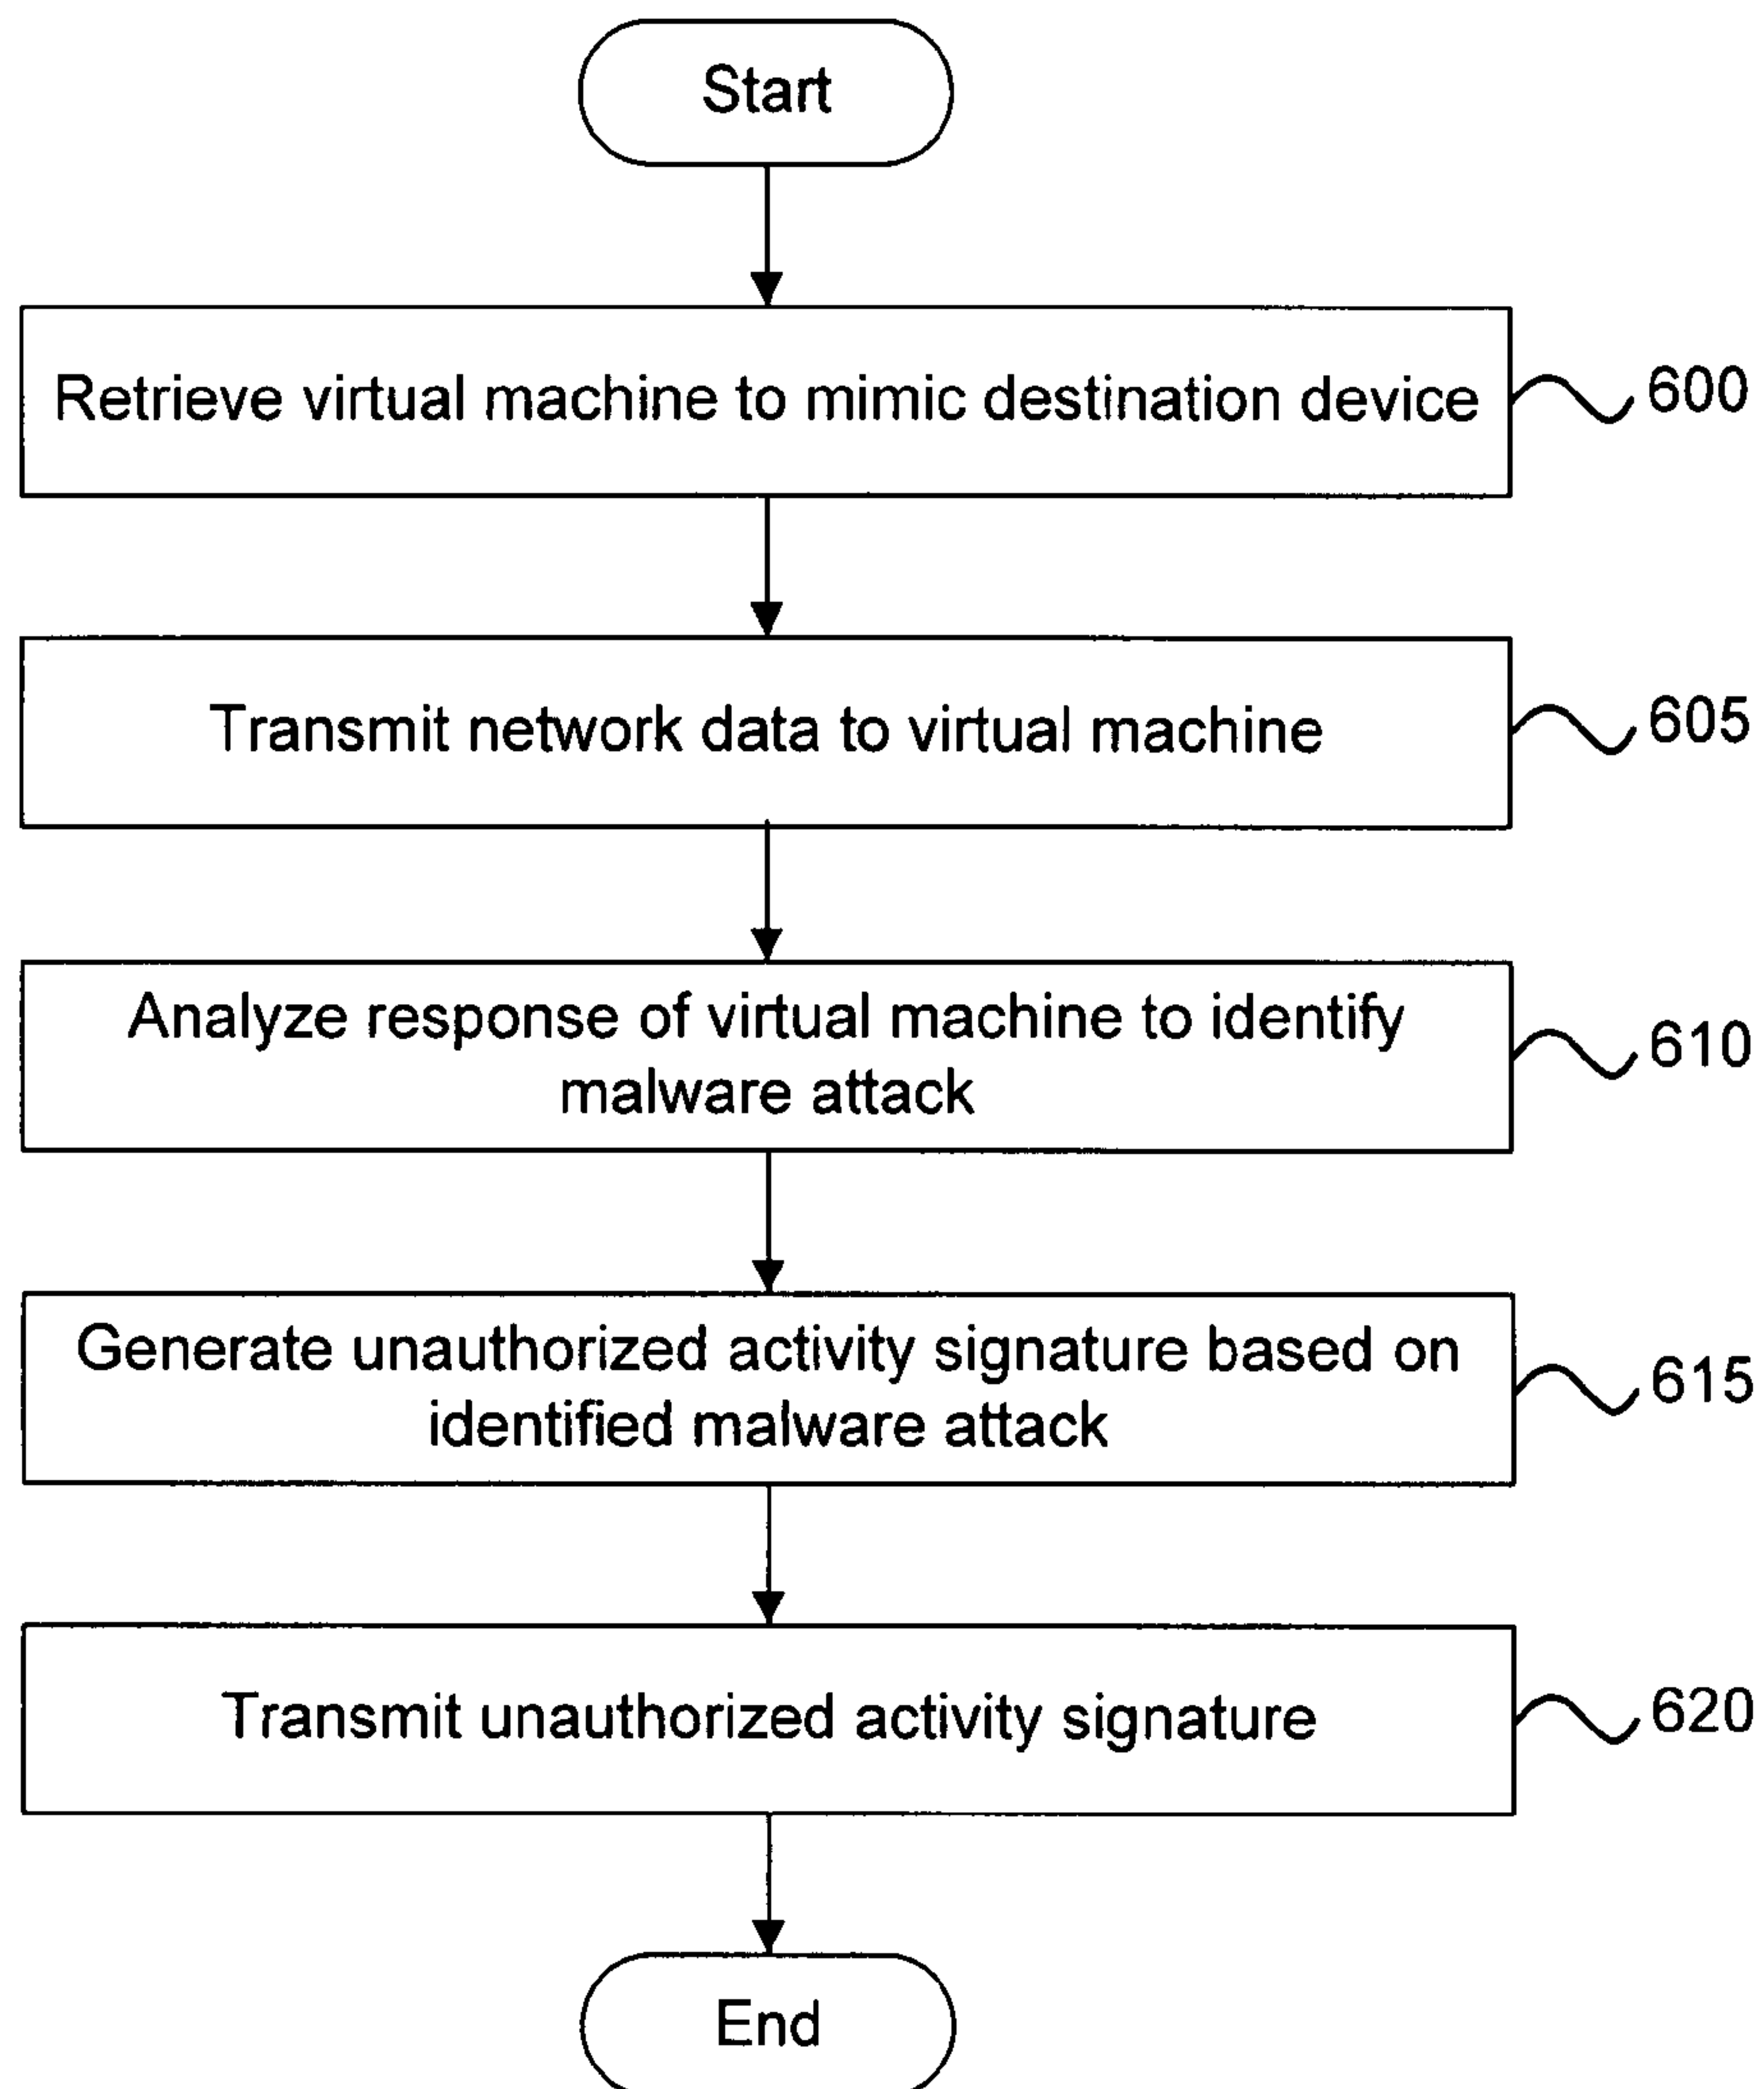 Start
Retrieve virtual machine to mimic destination device
600
Transmit network data to virtual machine
605
Analyze response of virtual machine to identify
malware attack
610
Generate unauthorized activity signature based on
identified malware attack
615
Transmit unauthorized activity signature
620
End